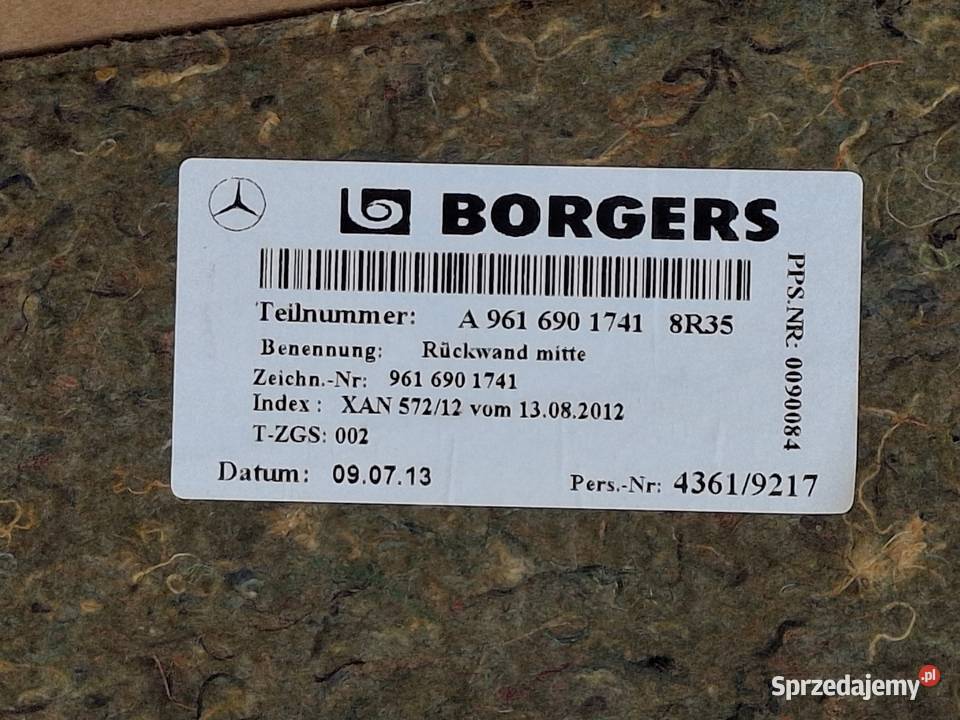 BORGERS
Teilnummer: A 961 690 1741 8R35
Benennung: Rückwand mitte
Zeichn.-Nr: 961 690 1741
Index : XAN 572/12 vom 13.08.2012
T-ZGS: 002
Datum: 09.07.13 Pers.-Nr: 4361/9217
PPS.NR: 0090084
Sprzedajemy.pl